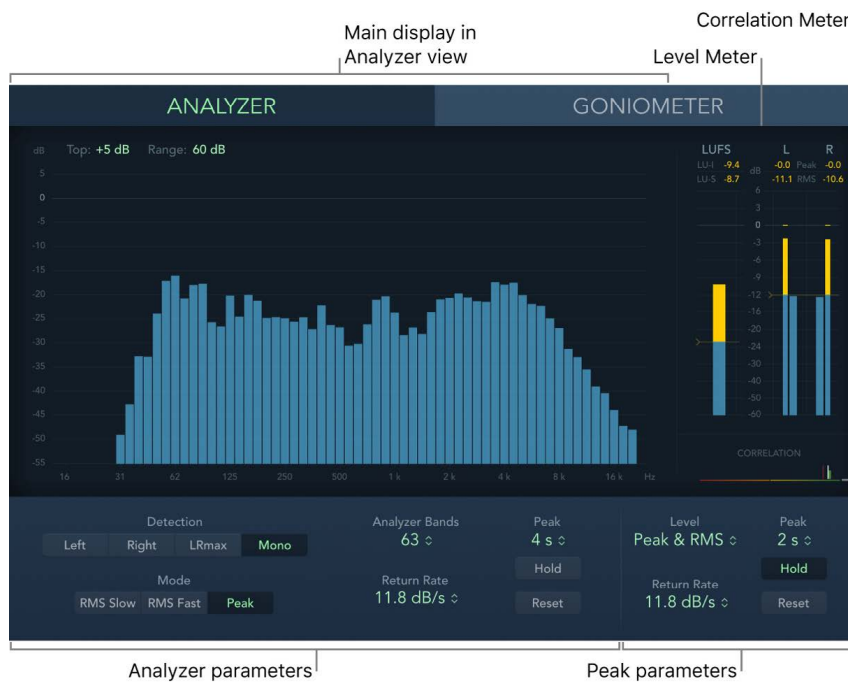 Correlation Meter
Main display in
Analyzer view
Level Meter
ANALYZER
GONIOMETER
dB Top: +5 dB Range: 60 dB
5
0
-5
-10
-15
-20
-25
-30
-35
-40
-45
-50
-55
16 31 62 125 250 500 1 k 2 k 4 k 8 k 16 k Hz
LUFS L R
LU-I -9.4 dB -0.0 Peak -0.0
LU-S -8.7 -11.1 RMS -10.6
6
3
0
-3
-6
-9
-12
-16
-20
-24
-30
-40
-50
-60
CORRELATION
Detection
Left Right LRmax Mono
Mode
RMS Slow RMS Fast Peak
Analyzer Bands
63
Return Rate
11.8 dB/s
Peak
4 s
Hold
Reset
Level
Peak & RMS
Return Rate
11.8 dB/s
Peak
2 s
Hold
Reset
Analyzer parameters
Peak parameters